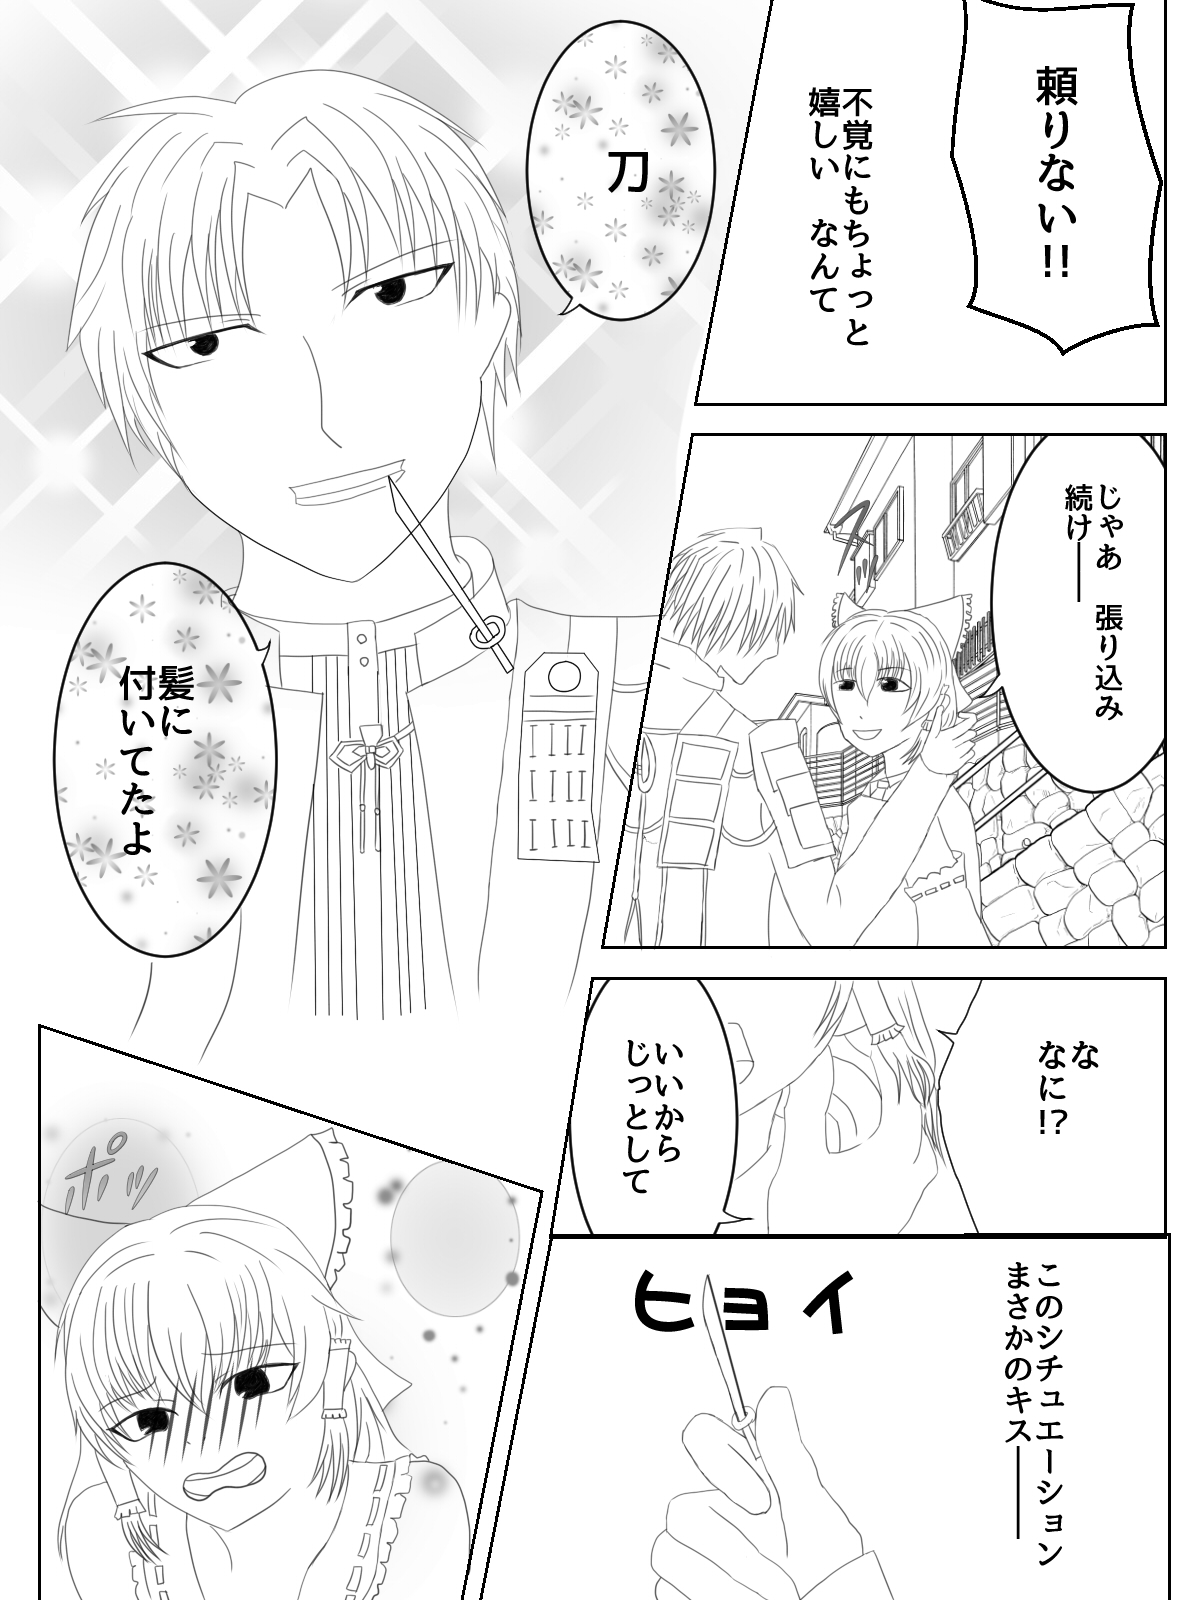 頼りない!!
不覚にもちょっと
嬉しい なんて
じゃあ 張り込み
続け――
スッ
な
なに!?
いいから
じっとして
このシチュエーション
まさかのキス―――
ヒョイ
刀
髪に
付いてたよ
ポッ